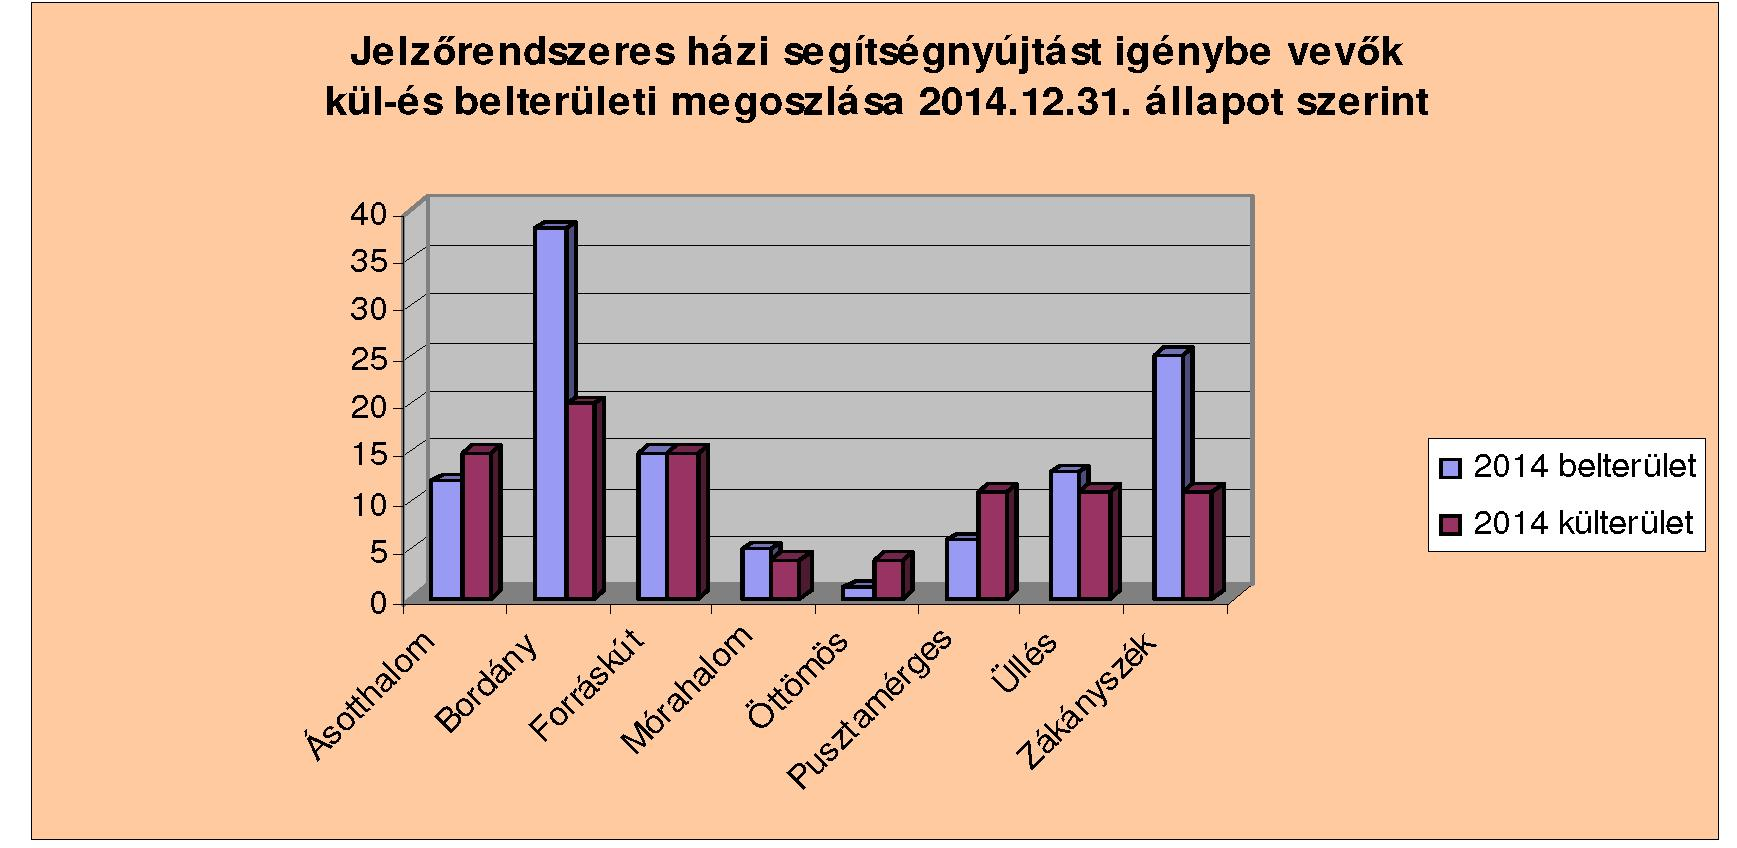 Jelzőrendszeres házi segítségnyújtást igénybe vevők
kül-és belterületi megoszlása 2014.12.31. állapot szerint
40
35
30
25
20
15
10
5
0
Ásotthalom
Bordány
Forráskút
Mórahalom
Öttömös
Pusztamérges
Üllés
Zákányszék
2014 belterület
2014 külterület